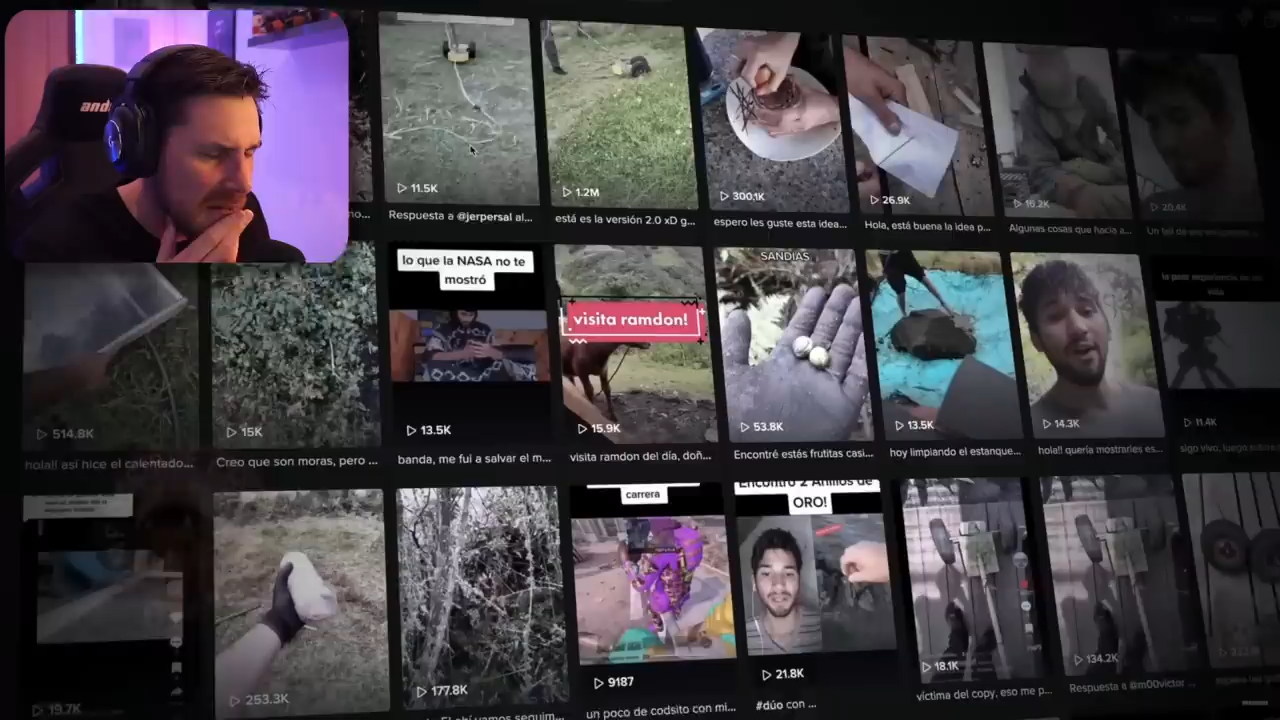 11.5K
1.2M
300.1K
26.9K
16.2K
20.4K
Respuesta a @jerpersal al...
está es la versión 2.0 xD g...
espero les guste esta idea...
Hola, está buena la idea p...
Algunas cosas que hacía a...
lo que la NASA no te
mostró
visita ramdon!
SANDIAS
514.8K
15K
13.5K
15.9K
53.8K
13.5K
14.3K
11.4K
hola!! asi hice el calentado...
Creo que son moras, pero ...
banda, me fui a salvar el m...
visita ramdon del día, doñ...
Encontré estás frutitas casi...
hoy limpiando el estanque...
hola!! quería mostrarles es...
carrera
Encontró 2 Anillos de
ORO!
19.7K
253.3K
177.8K
9187
21.8K
18.1K
134.2K
un poco de codsito con mi...
#dúo con ...
víctima del copy, eso me p...
Respuesta a @m00victor ...